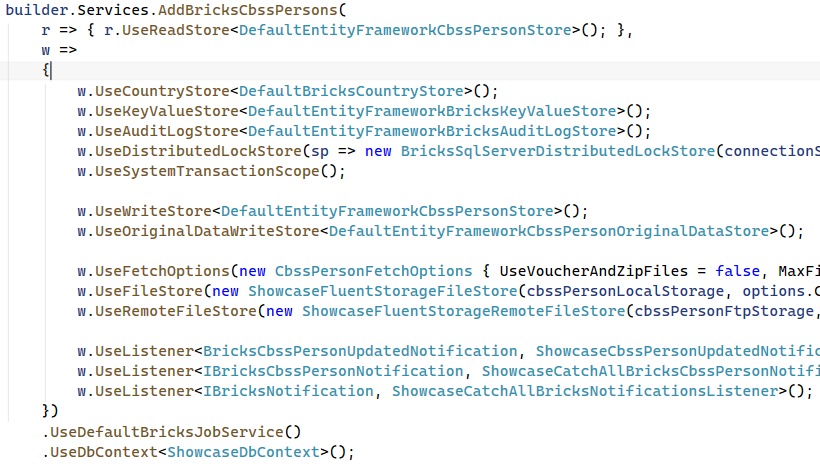 builder.Services.AddBricksCbssPersons(
r => { r.UseReadStore<DefaultEntityFrameworkCbssPersonStore>(); },
w =>
{
w.UseCountryStore<DefaultBricksCountryStore>();
w.UseKeyValueStore<DefaultEntityFrameworkBricksKeyValueStore>();
w.UseAuditLogStore<DefaultEntityFrameworkBricksAuditLogStore>();
w.UseDistributedLockStore(sp => new BricksSqlServerDistributedLockStore(connectionS
w.UseSystemTransactionScope();
w.UseWriteStore<DefaultEntityFrameworkCbssPersonStore>();
w.UseOriginalDataWriteStore<DefaultEntityFrameworkCbssPersonOriginalDataStore>();
w.UseFetchOptions(new CbssPersonFetchOptions { UseVoucherAndZipFiles = false, MaxFi
w.UseFileStore(new ShowcaseFluentStorageFileStore(cbssPersonLocalStorage, options.C
w.UseRemoteFileStore(new ShowcaseFluentStorageRemoteFileStore(cbssPersonFtpStorage,
w.UseListener<BricksCbssPersonUpdatedNotification, ShowcaseCbssPersonUpdatedNotific
w.UseListener<IBricksCbssPersonNotification, ShowcaseCatchAllBricksCbssPersonNotifi
w.UseListener<IBricksNotification, ShowcaseCatchAllBricksNotificationsListener>();
})
.UseDefaultBricksJobService()
.UseDbContext<ShowcaseDbContext>();